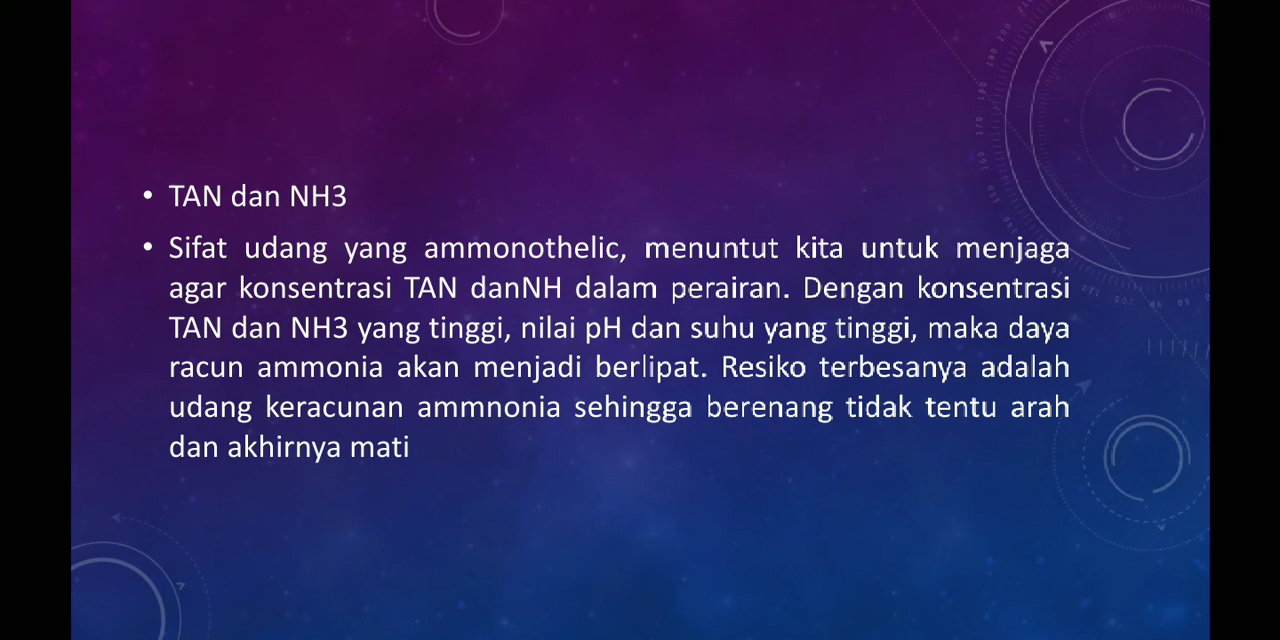 • TAN dan NH3
• Sifat udang yang ammonothelic, menuntut kita untuk menjaga
agar konsentrasi TAN danNH dalam perairan. Dengan konsentrasi
TAN dan NH3 yang tinggi, nilai pH dan suhu yang tinggi, maka daya
racun ammonia akan menjadi berlipat. Resiko terbesanya adalah
udang keracunan ammnonia sehingga berenang tidak tentu arah
dan akhirnya mati